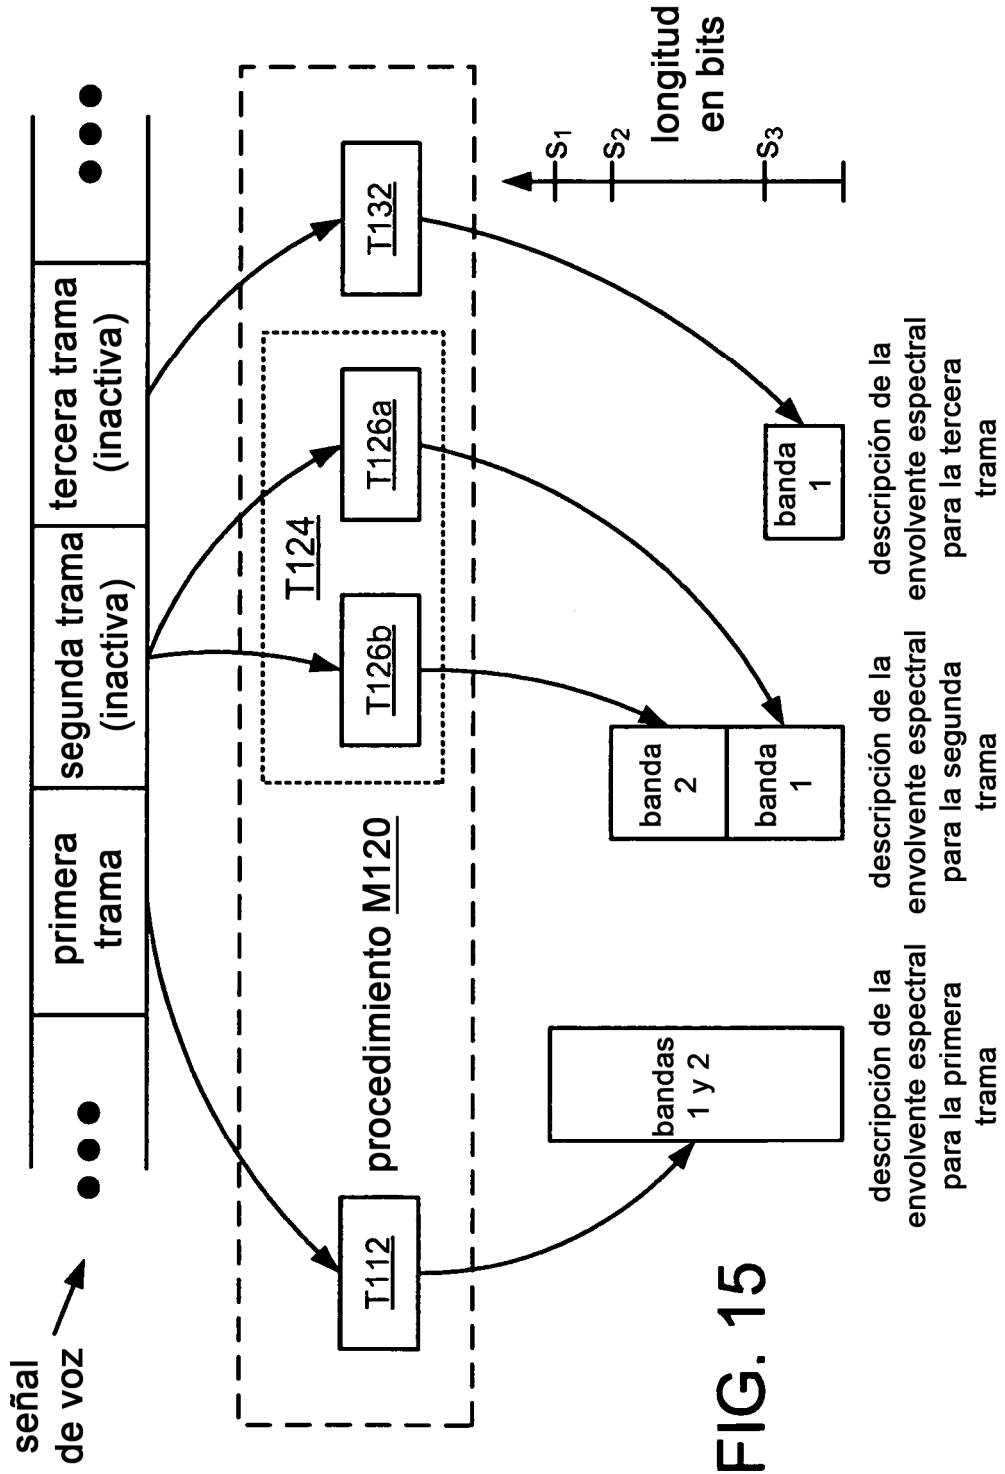 señal
de voz
primera
trama
segunda trama
(inactiva)
tercera trama
(inactiva)
T112
procedimiento M120
T124
T126b
T126a
T132
bandas
1 y 2
banda
2
banda
1
banda
1
s1
s2
s3
longitud
en bits
descripción de la
envolvente espectral
para la primera
trama
descripción de la
envolvente espectral
para la segunda
trama
descripción de la
envolvente espectral
para la tercera
trama
FIG. 15